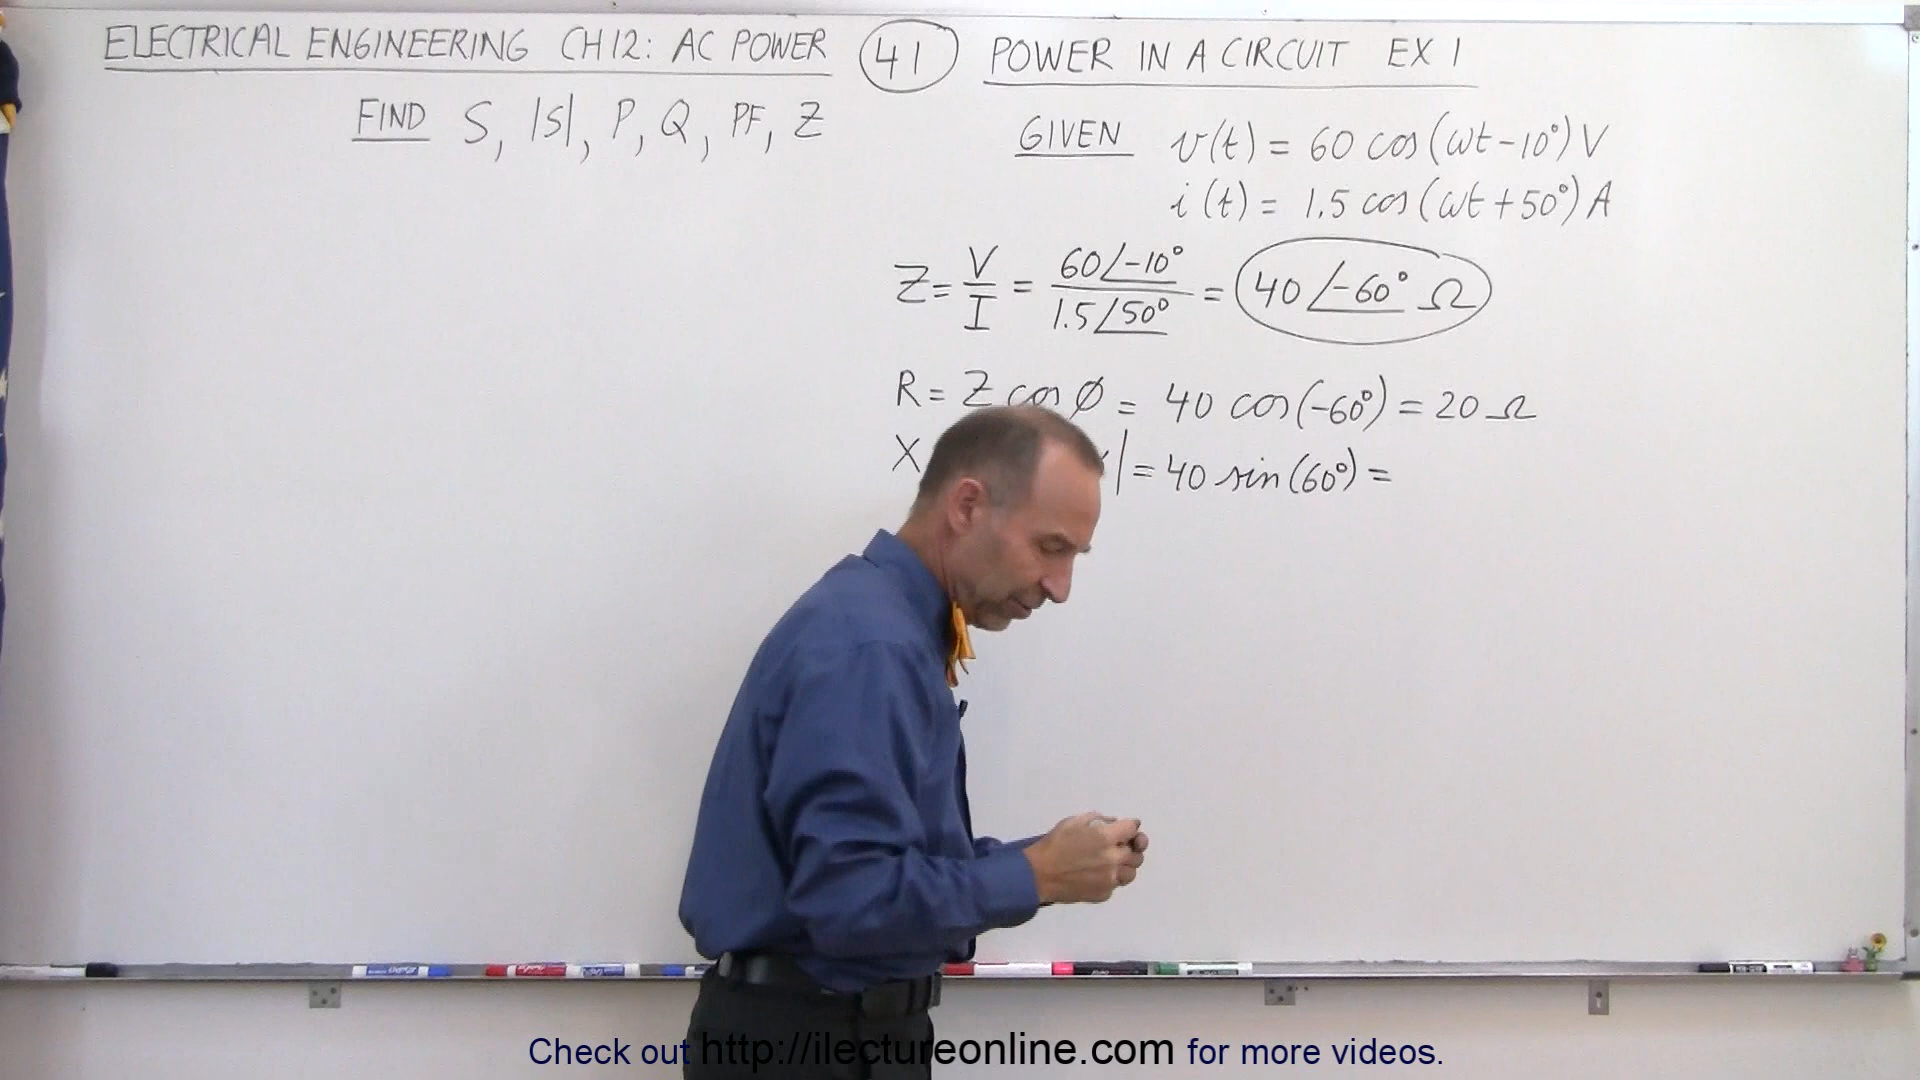 ELECTRICAL ENGINEERING CH12: AC POWER 41 POWER IN A CIRCUIT EX 1
FIND S, |S|, P, Q, PF, Z
GIVEN v(t) = 60 cos(ωt-10°) V
i(t) = 1.5 cos(ωt+50°) A
Z = V/I = 60∠-10° / 1.5∠50° = 40∠-60° Ω
R = Z cos ∅ = 40 cos(-60°) = 20 Ω
X | = 40 sin(60°) =
Check out http://ilectureonline.com for more videos.